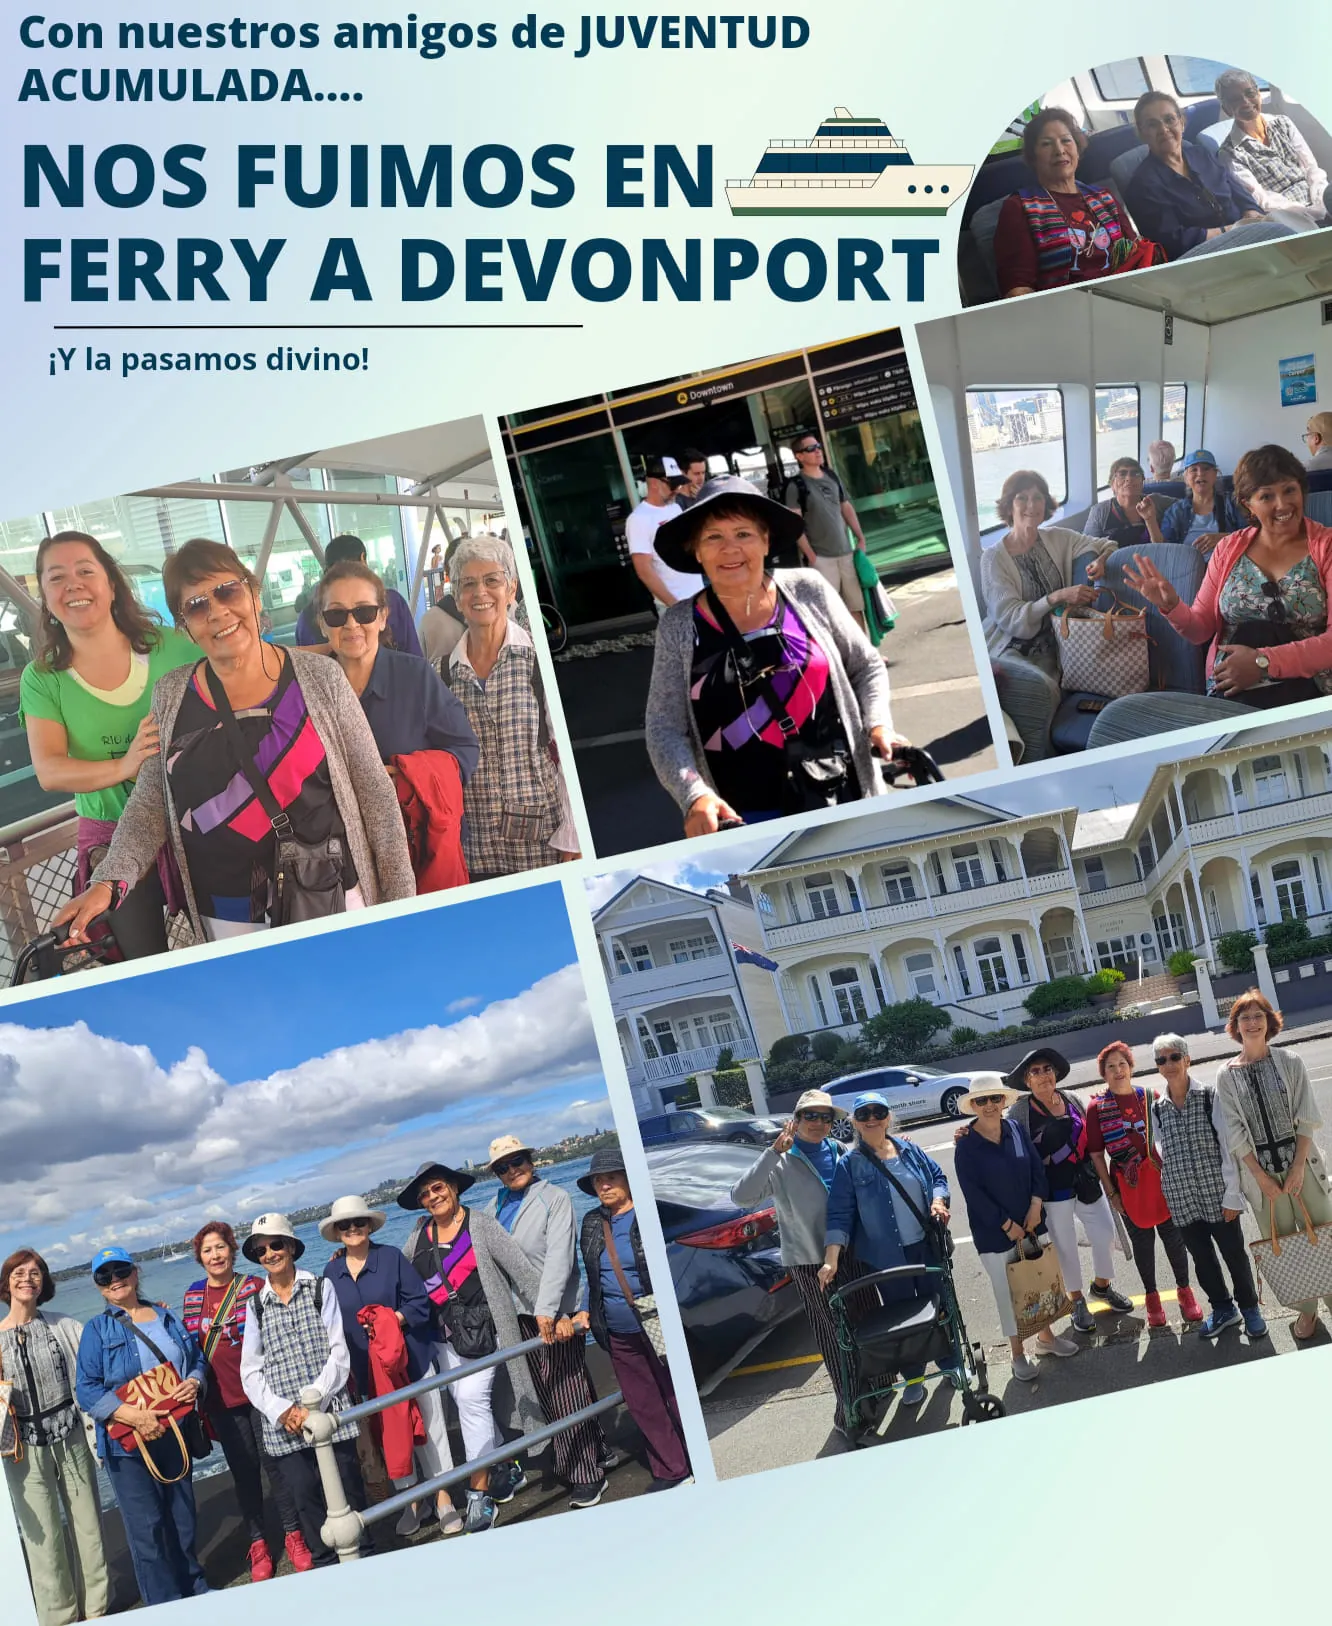 Con nuestros amigos de JUVENTUD
ACUMULADA....
NOS FUIMOS EN
FERRY A DEVONPORT
¡Y la pasamos divino!
Downtown